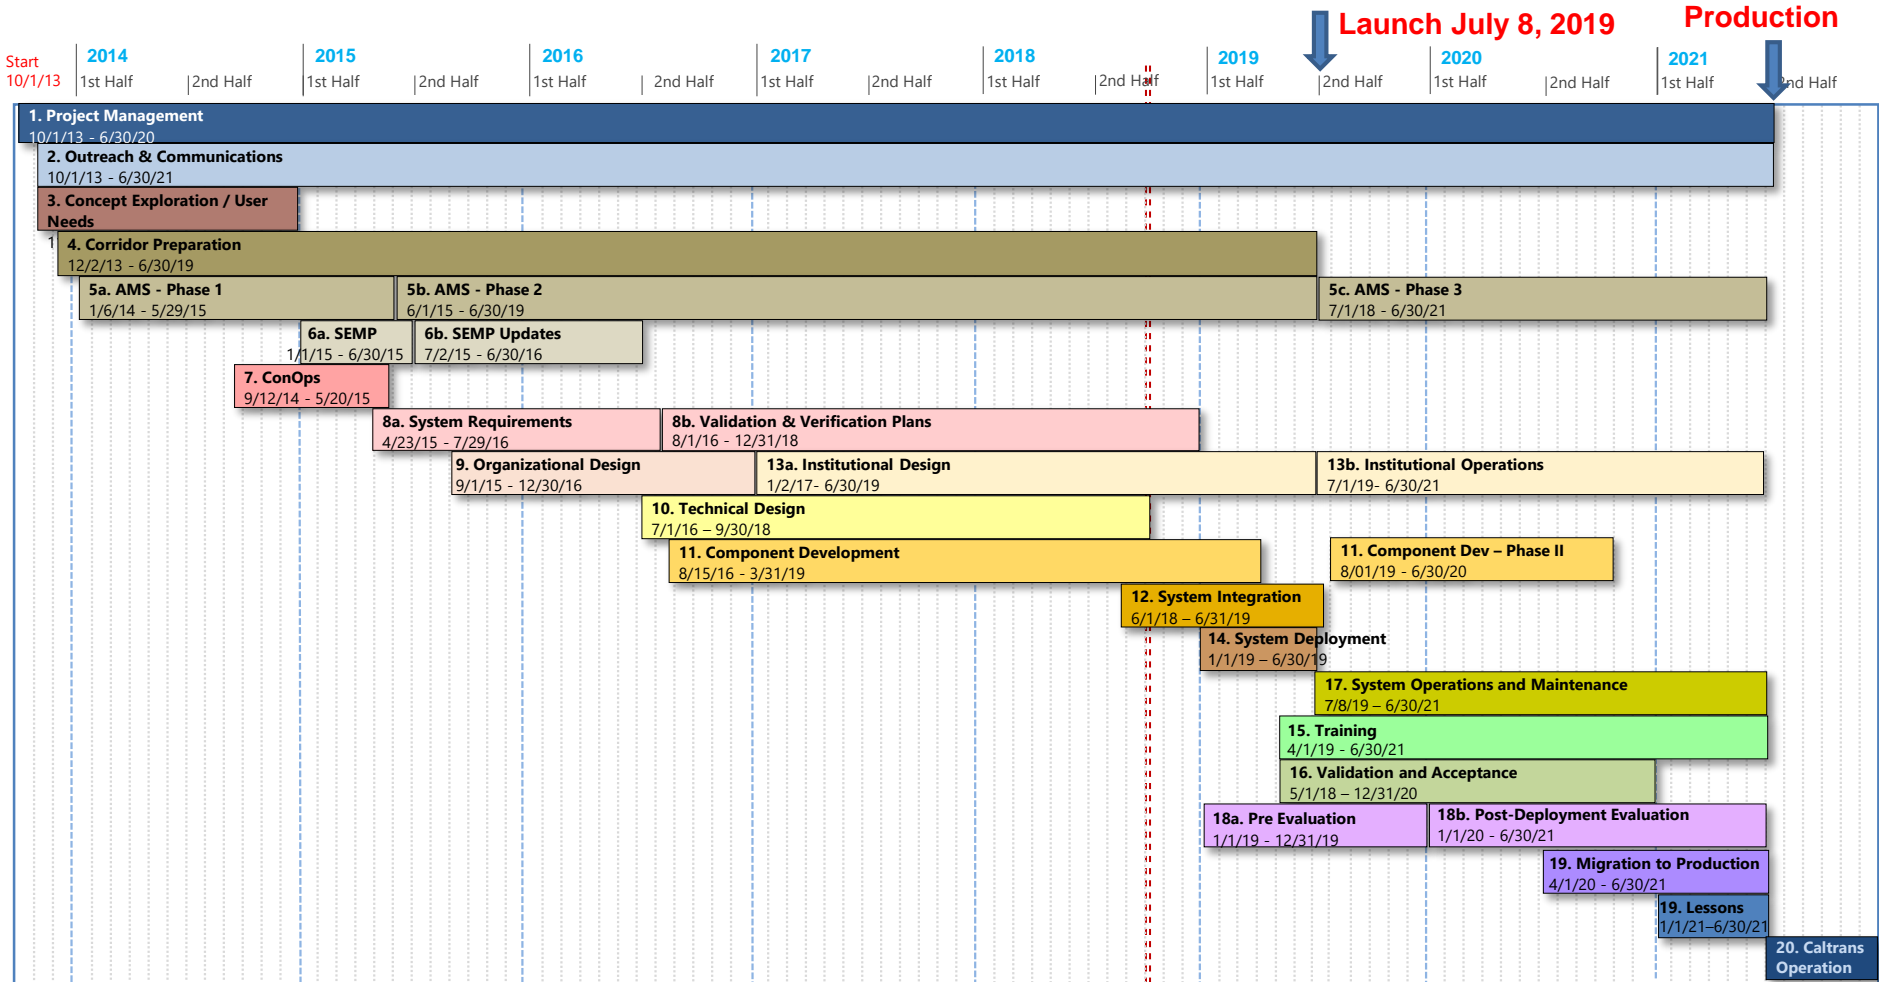 Launch July 8, 2019
Production
Start
10/1/13
2014
2015
2016
2017
2018
2019
2020
2021
1st Half
2nd Half
1st Half
2nd Half
1st Half
2nd Half
1st Half
2nd Half
1st Half
2nd Half
1st Half
2nd Half
1st Half
2nd Half
1st Half
2nd Half
1. Project Management
10/1/13 - 6/30/20
2. Outreach & Communications
10/1/13 - 6/30/21
3. Concept Exploration / User
Needs
1
4. Corridor Preparation
12/2/13 - 6/30/19
5a. AMS - Phase 1
1/6/14 - 5/29/15
5b. AMS - Phase 2
6/1/15 - 6/30/19
5c. AMS - Phase 3
7/1/18 - 6/30/21
6a. SEMP
1/1/15 - 6/30/15
6b. SEMP Updates
7/2/15 - 6/30/16
7. ConOps
9/12/14 - 5/20/15
8a. System Requirements
4/23/15 - 7/29/16
8b. Validation & Verification Plans
8/1/16 - 12/31/18
9. Organizational Design
9/1/15 - 12/30/16
13a. Institutional Design
1/2/17- 6/30/19
13b. Institutional Operations
7/1/19- 6/30/21
10. Technical Design
7/1/16 – 9/30/18
11. Component Development
8/15/16 - 3/31/19
11. Component Dev – Phase II
8/01/19 - 6/30/20
12. System Integration
6/1/18 – 6/31/19
14. System Deployment
1/1/19 – 6/30/19
17. System Operations and Maintenance
7/8/19 – 6/30/21
15. Training
4/1/19 - 6/30/21
16. Validation and Acceptance
5/1/18 – 12/31/20
18a. Pre Evaluation
1/1/19 - 12/31/19
18b. Post-Deployment Evaluation
1/1/20 - 6/30/21
19. Migration to Production
4/1/20 - 6/30/21
19. Lessons
1/1/21–6/30/21
20. Caltrans
Operation